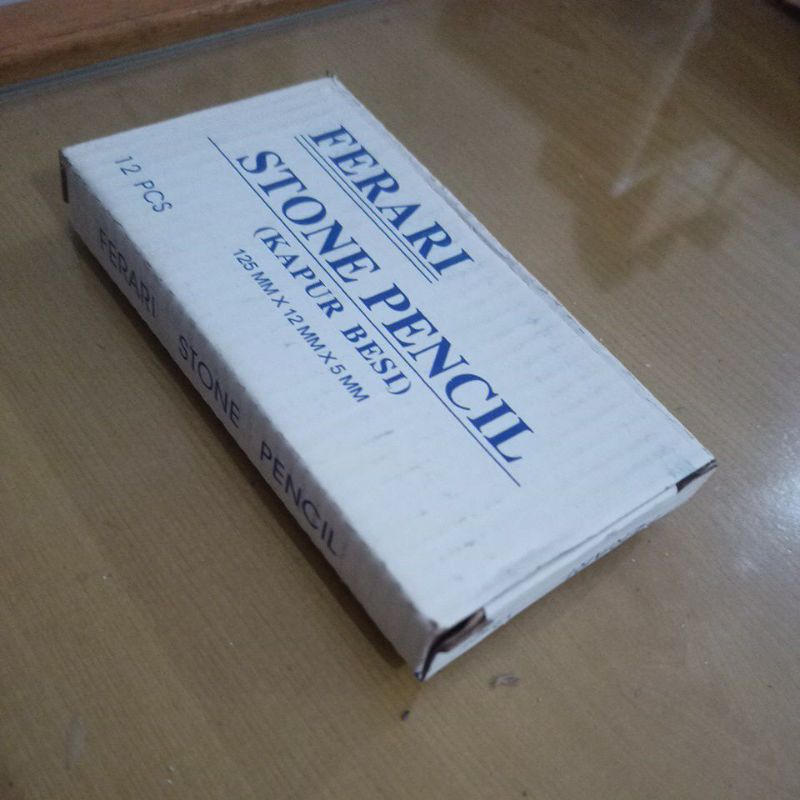 12 PCS
FERARI
STONE PENCIL
(KAPUR BESI)
125 MM X 12 MM X 5 MM
FERARI STONE PENCIL